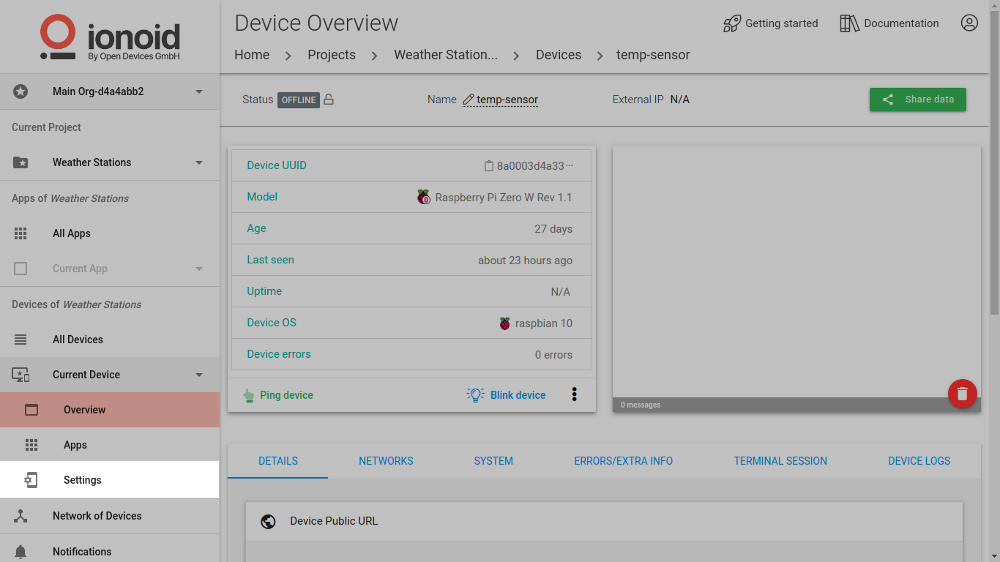 ionoid
By Open Devices GmbH
Main Org-d4a4abb2
Current Project
Weather Stations
Apps of Weather Stations
All Apps
Current App
Devices of Weather Stations
All Devices
Current Device
Overview
Apps
Settings
Network of Devices
Notifications
Device Overview
Getting started
Documentation
Home > Projects > Weather Station... > Devices > temp-sensor
Status OFFLINE
Name temp-sensor
External IP N/A
Share data
Device UUID 8a0003d4a33···
Model Raspberry Pi Zero W Rev 1.1
Age 27 days
Last seen about 23 hours ago
Uptime N/A
Device OS raspbian 10
Device errors 0 errors
Ping device
Blink device
0 messages
DETAILS NETWORKS SYSTEM ERRORS/EXTRA INFO TERMINAL SESSION DEVICE LOGS
Device Public URL